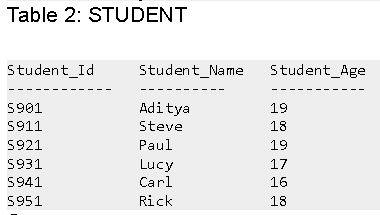 Table 2: STUDENT
Student_Id Student_Name Student_Age
------------ ---------- -----------
S901 Aditya 19
S911 Steve 18
S921 Paul 19
S931 Lucy 17
S941 Carl 16
S951 Rick 18